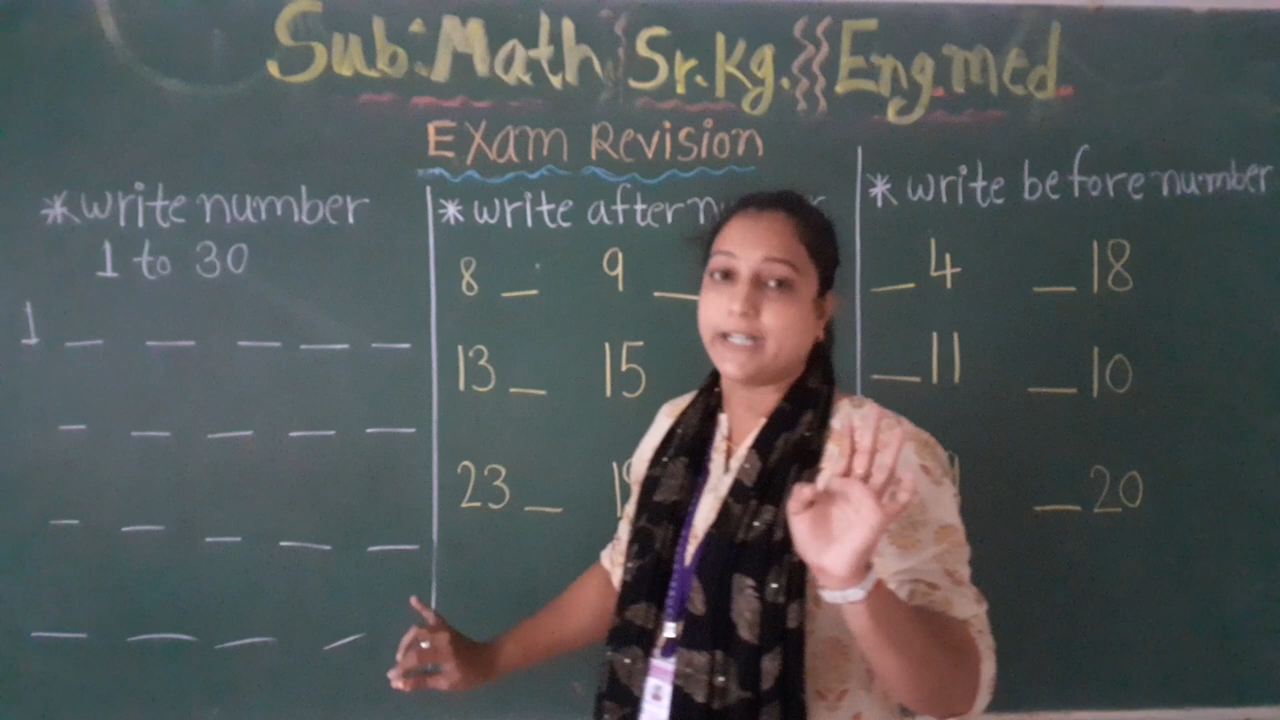 Sub: Math Sr.Kg. Eng.med.
Exam Revision
* write number
1 to 30
1 _ _ _ _ _
_ _ _ _ _
_ _ _ _ _
_ _ _ _
* write after
8 _ 9 _
13 _ 15
23 _
* write before number
_ 4 _ 18
_ 11 _ 10
_ 20